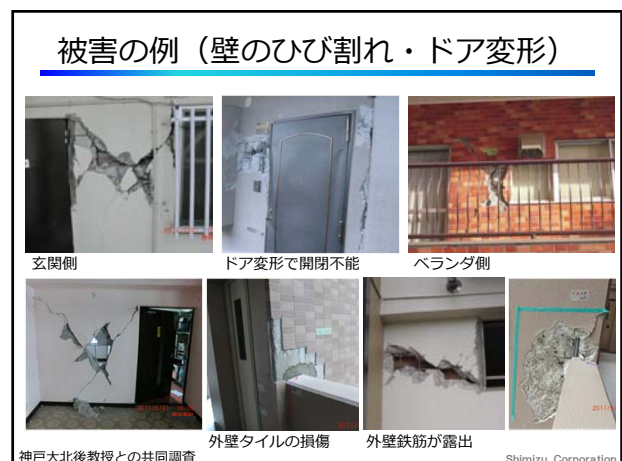 被害の例（壁のひび割れ・ドア変形）
玄関側
ドア変形で開閉不能
ベランダ側
外壁タイルの損傷
外壁鉄筋が露出
神戸大北後教授との共同調査
Shimizu Corporation